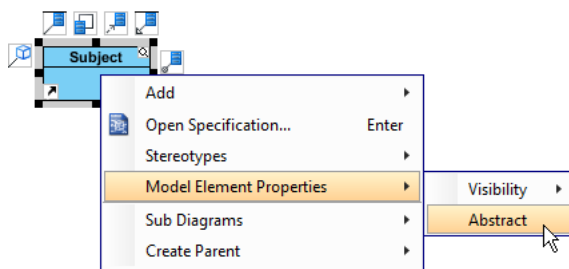 Subject
Add
Open Specification... Enter
Stereotypes
Model Element Properties
Visibility
Sub Diagrams
Abstract
Create Parent